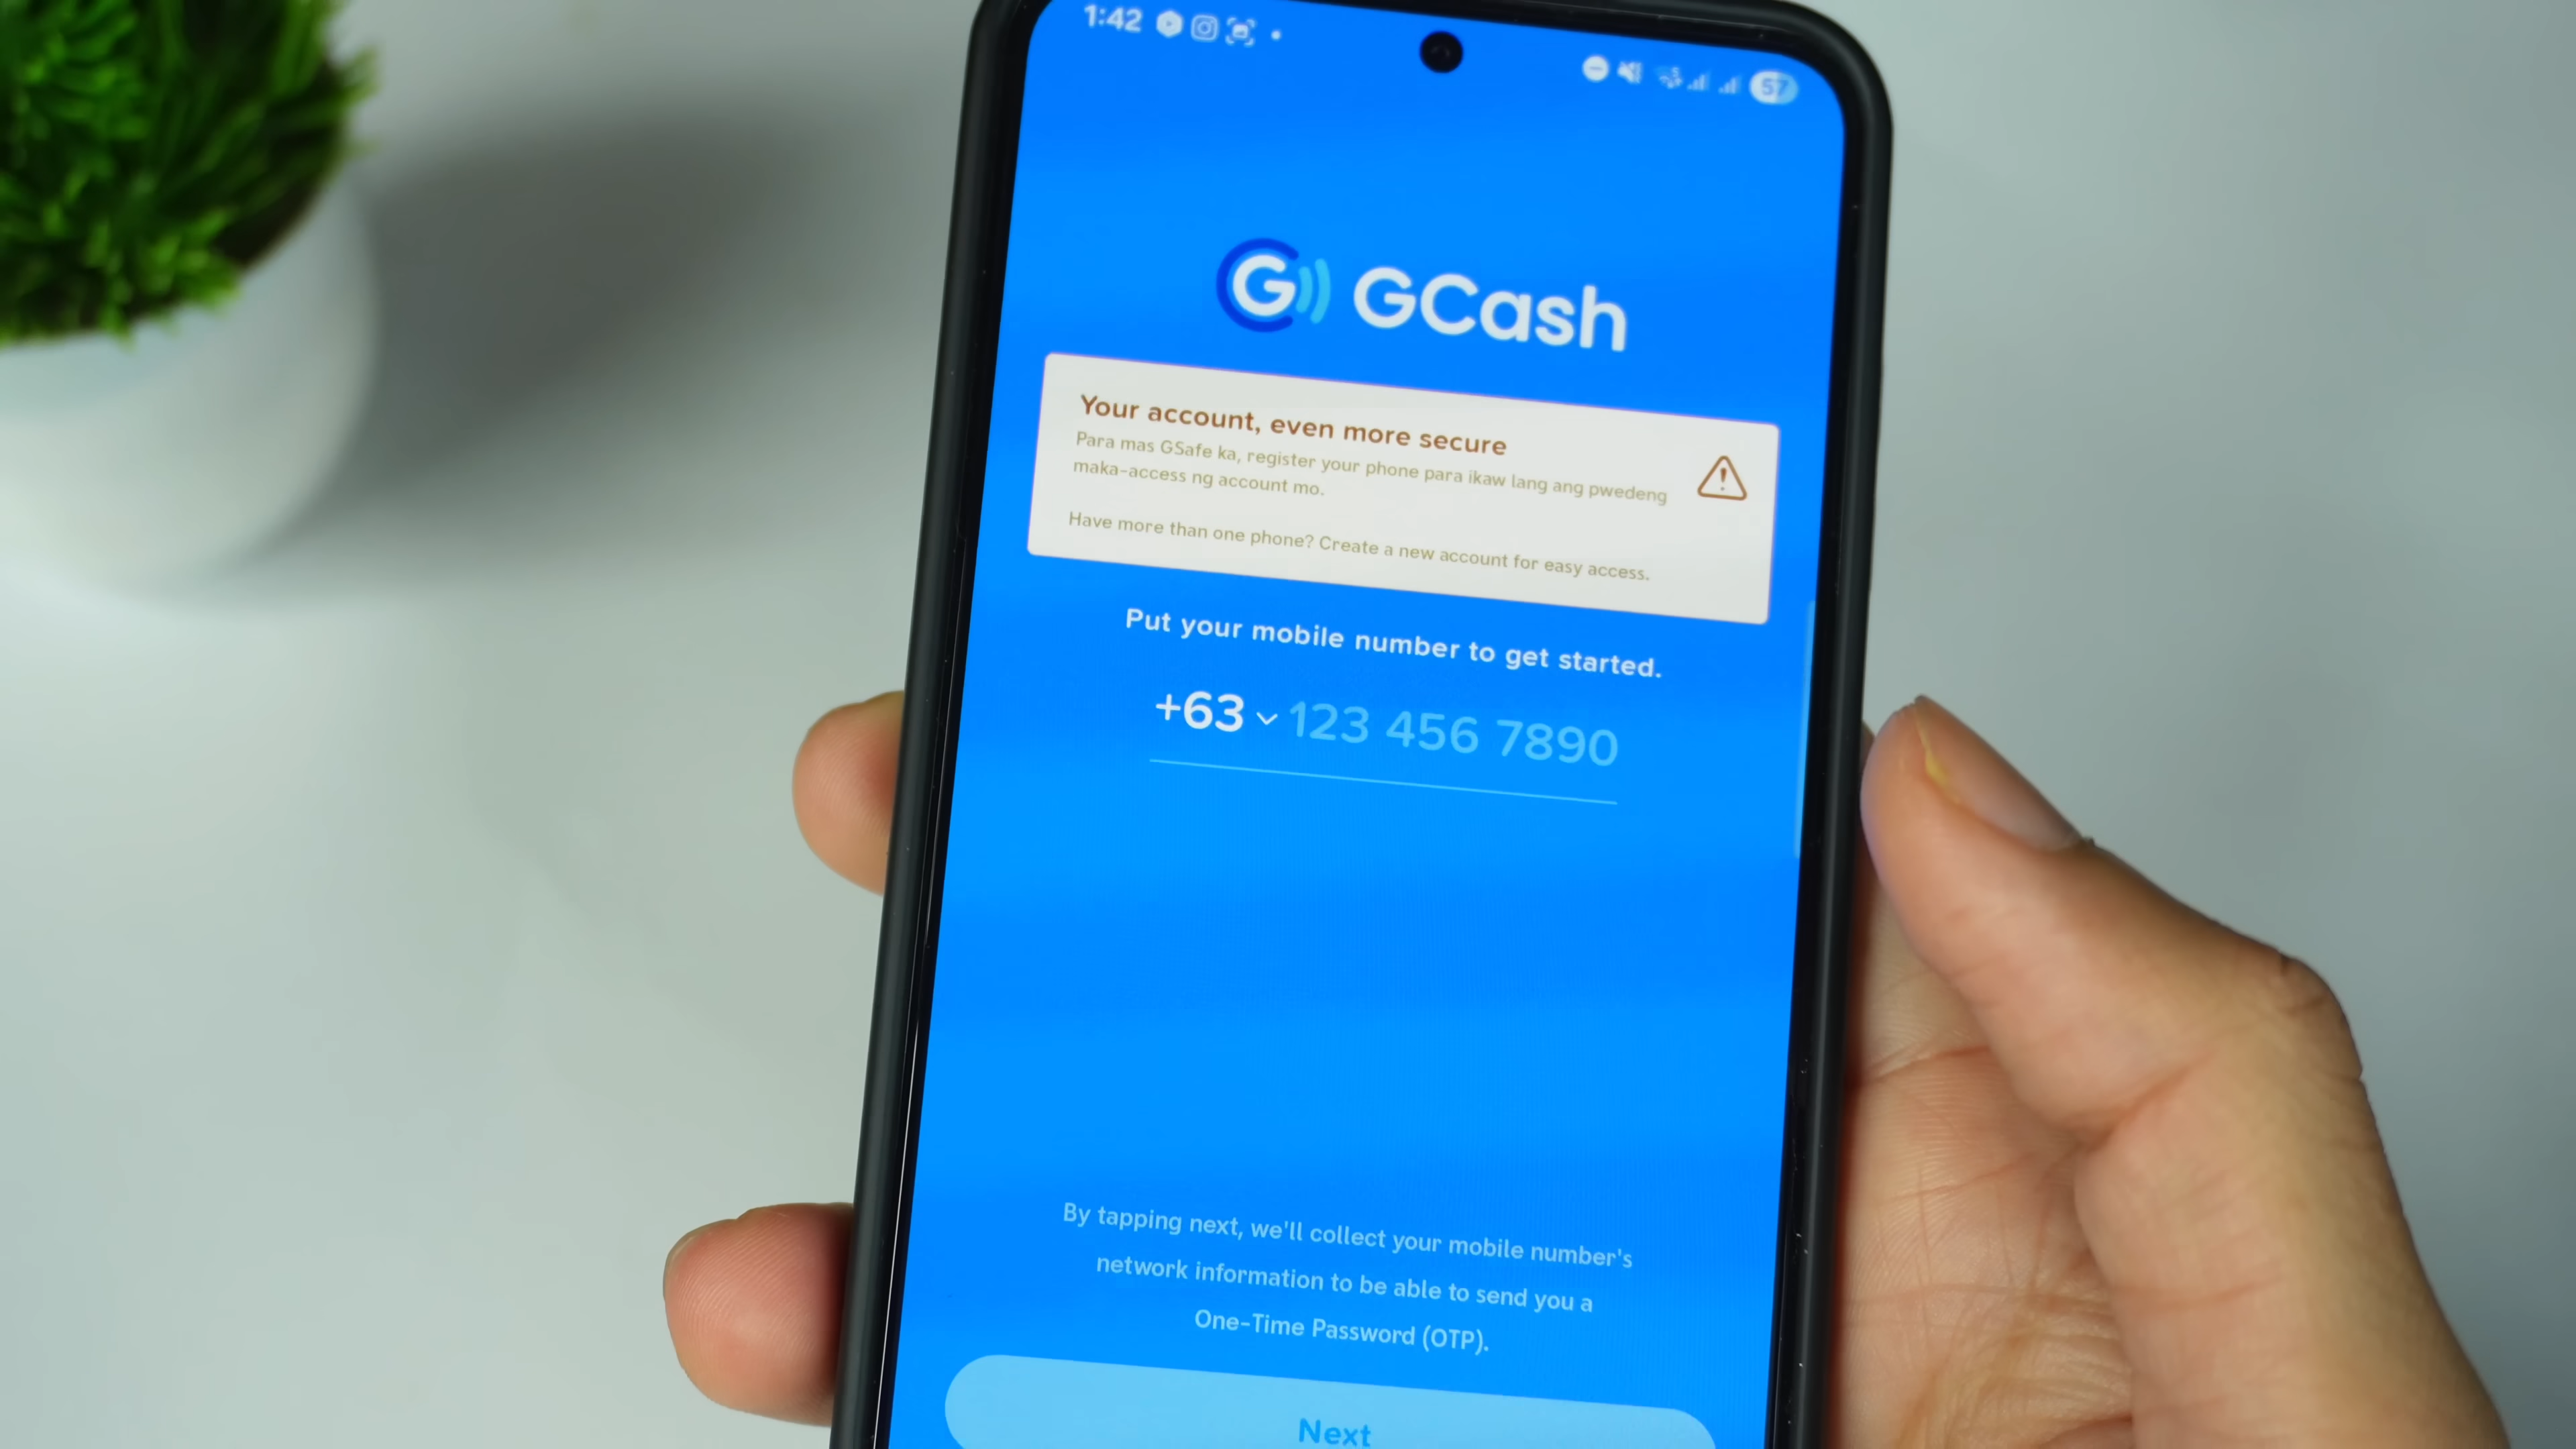 1:42
57
GCash
Your account, even more secure
Para mas GSafe ka, register your phone para ikaw lang ang pwedeng
maka-access ng account mo.
Have more than one phone? Create a new account for easy access.
Put your mobile number to get started.
+63 123 456 7890
By tapping next, we'll collect your mobile number's
network information to be able to send you a
One-Time Password (OTP).
Next